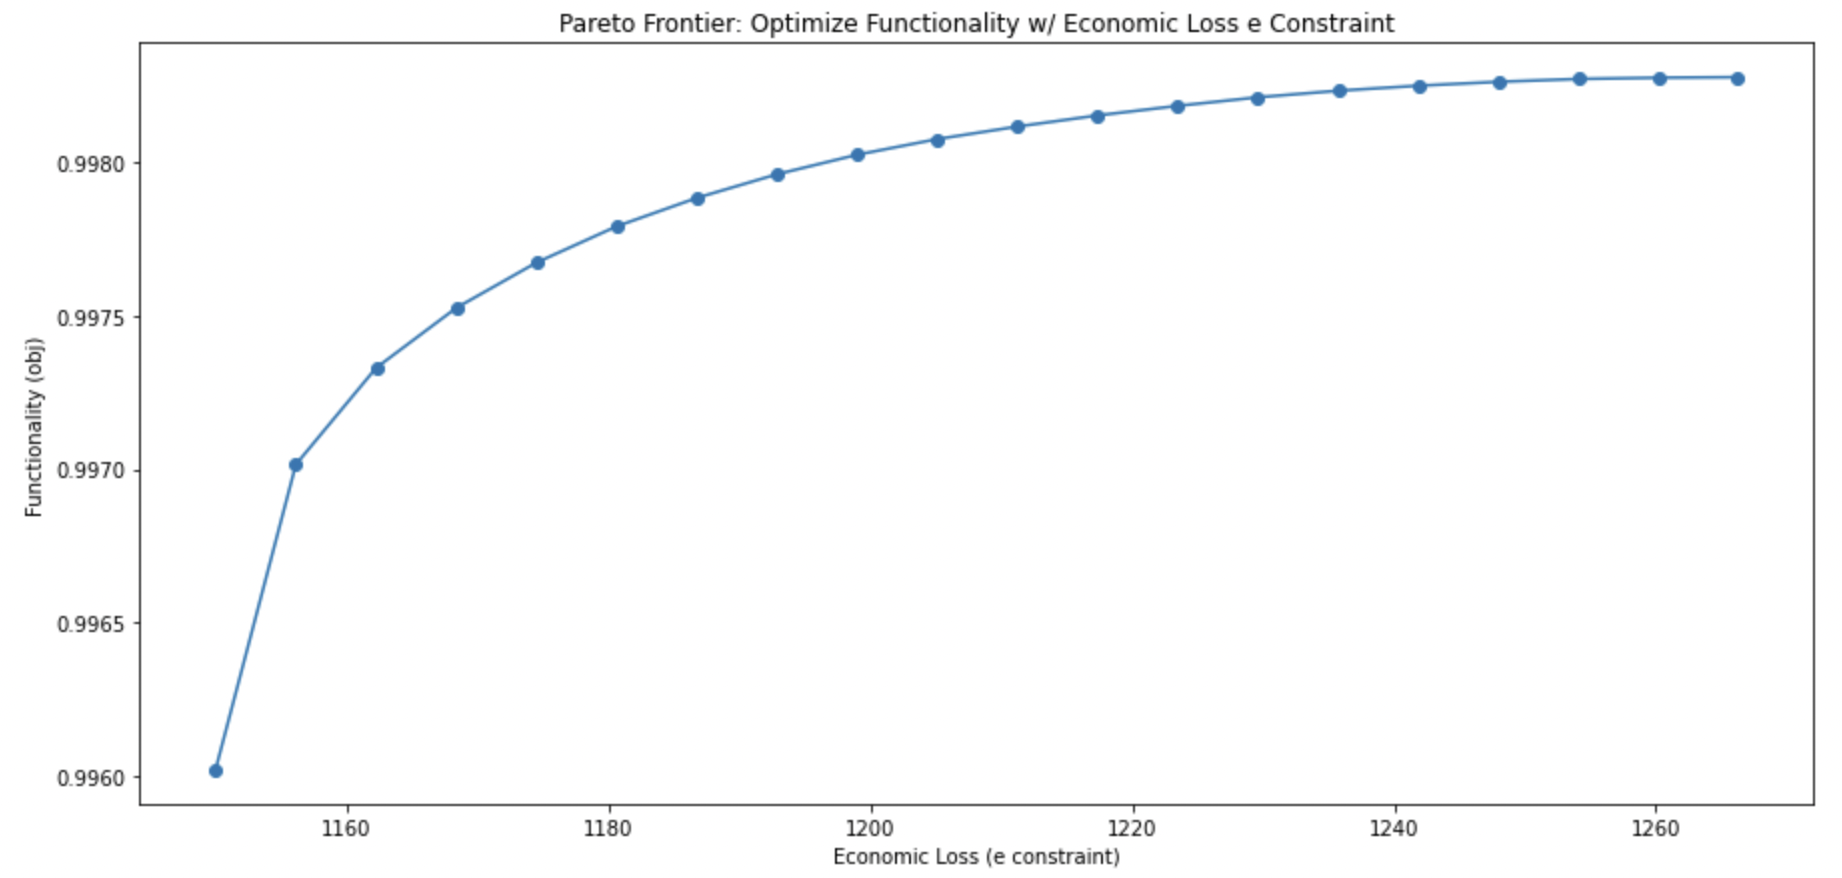 Pareto Frontier: Optimize Functionality w/ Economic Loss e Constraint
Functionality (obj)
0.9980
0.9975
0.9970
0.9965
0.9960
1160 1180 1200 1220 1240 1260
Economic Loss (e constraint)